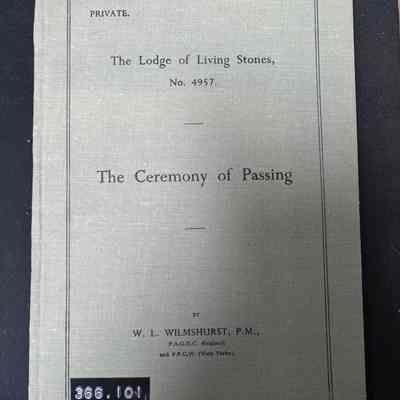 PRIVATE.
The Lodge of Living Stones,
No. 4957.
The Ceremony of Passing
BY
W. L. WILMSHURST, P.M.,
P.A.G.D.C. (England)
and P.P.G.W. (West Yorks).
366.101